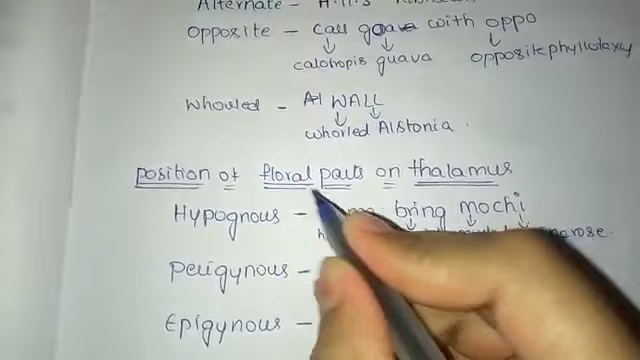 Alternate -
Opposite - call guava with oppo
calotropis guava oppositephyllotaxy
Whorled - Al WALL
whorled Alstonia.
position of floral parts on thalamus
Hypognous - bring mochi
Perigynous -
Epigynous -